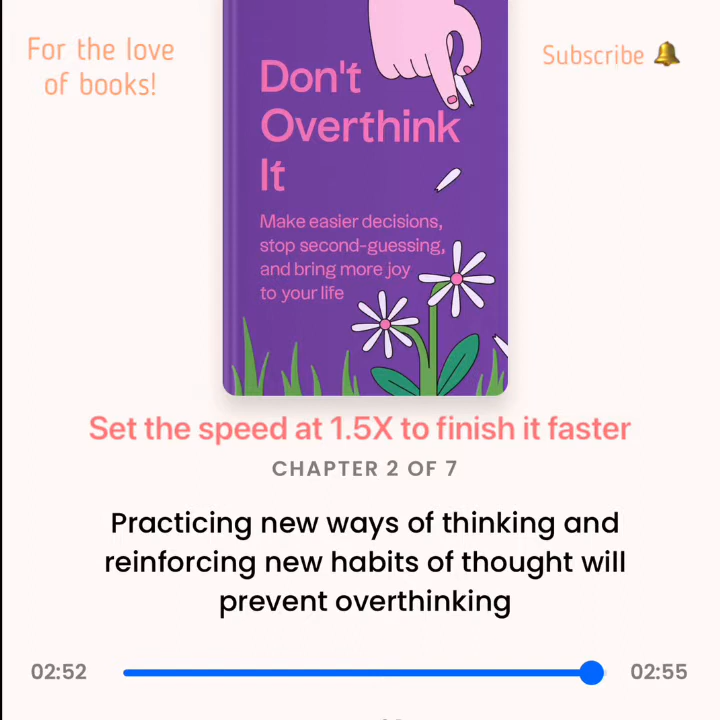 For the love
of books!
Subscribe
Don't
Overthink
It
Make easier decisions,
stop second-guessing,
and bring more joy
to your life
Set the speed at 1.5X to finish it faster
CHAPTER 2 OF 7
Practicing new ways of thinking and
reinforcing new habits of thought will
prevent overthinking
02:52
02:55